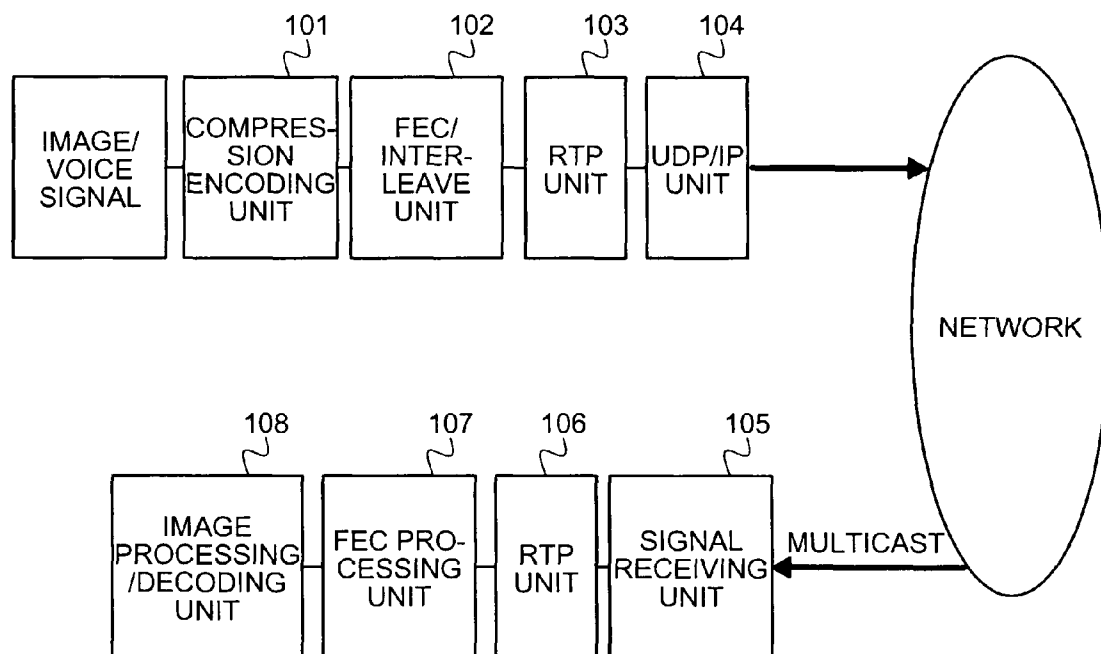 101
102
103
104
IMAGE/
VOICE
SIGNAL
COMPRES-
SION
ENCODING
UNIT
FEC/
INTER-
LEAVE
UNIT
RTP
UNIT
UDP/IP
UNIT
NETWORK
108
107
106
105
IMAGE
PROCESSING
/DECODING
UNIT
FEC PRO-
CESSING
UNIT
RTP
UNIT
SIGNAL
RECEIVING
UNIT
MULTICAST